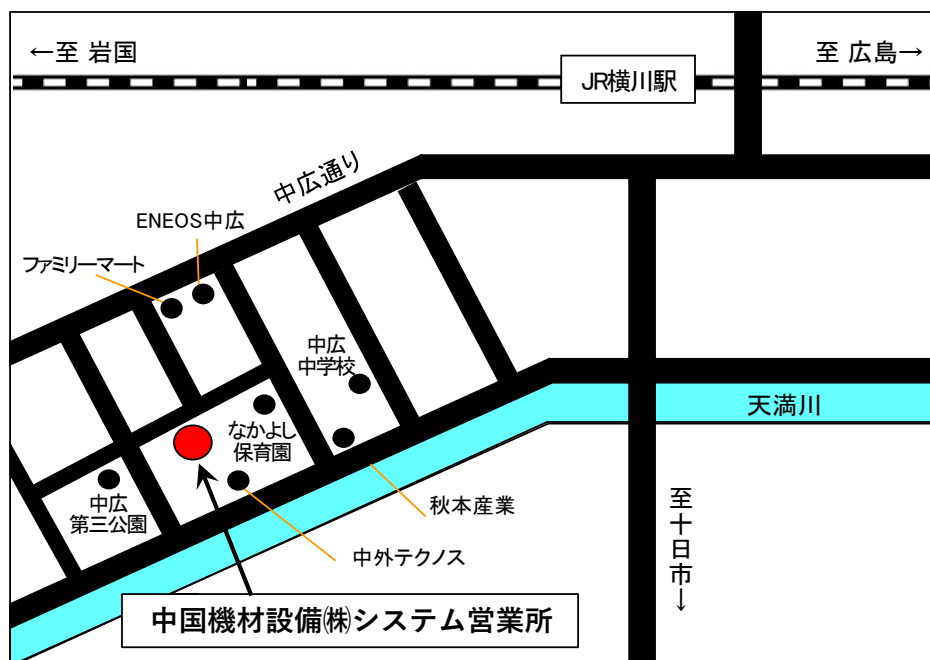 ←至 岩国
至 広島→
JR横川駅
中広通り
ENEOS中広
ファミリーマート
中広
中学校
天満川
なかよし
保育園
中広
第三公園
秋本産業
中外テクノス
至十日市→
中国機材設備㈱システム営業所